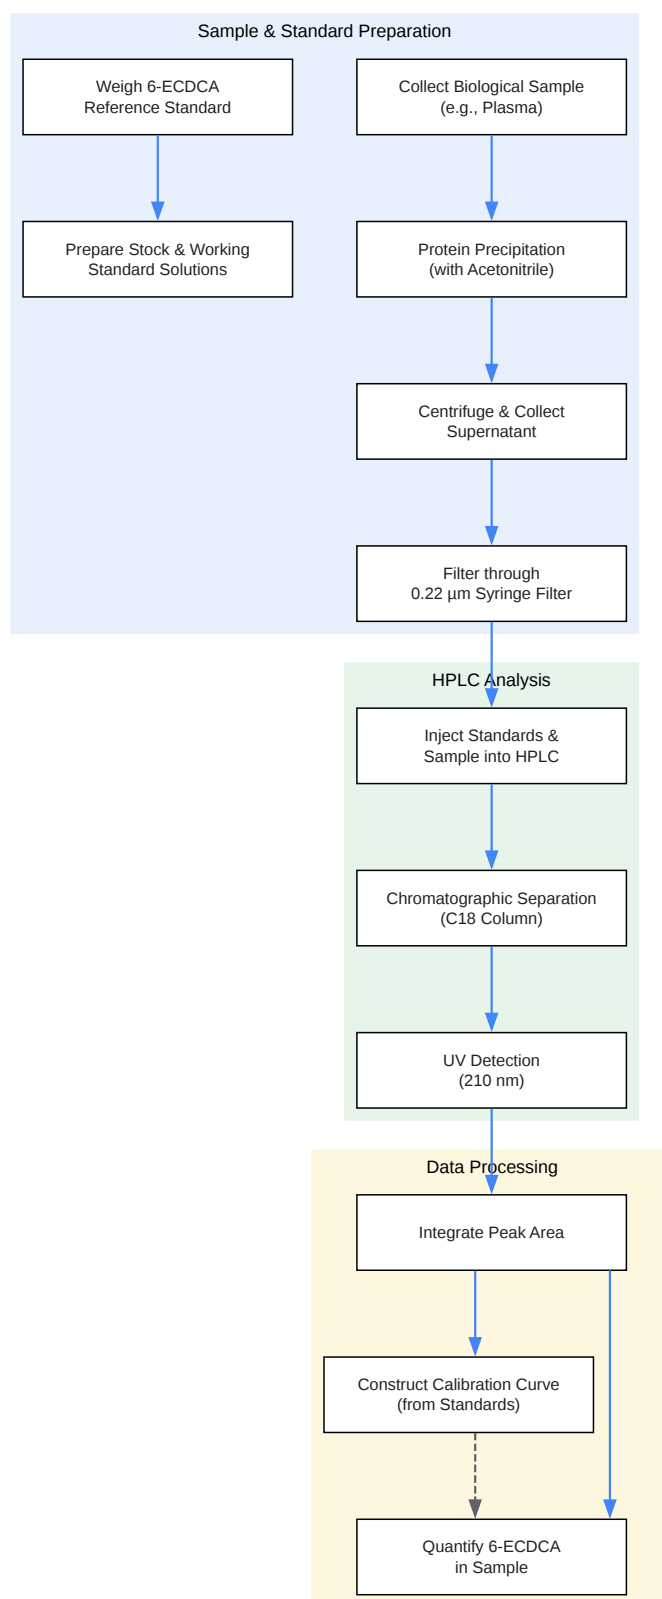 Sample & Standard Preparation
Weigh 6-ECDCA
Reference Standard
Collect Biological Sample
(e.g., Plasma)
Prepare Stock & Working
Standard Solutions
Protein Precipitation
(with Acetonitrile)
Centrifuge & Collect
Supernatant
Filter through
0.22 µm Syringe Filter
HPLC Analysis
Inject Standards &
Sample into HPLC
Chromatographic Separation
(C18 Column)
UV Detection
(210 nm)
Data Processing
Integrate Peak Area
Construct Calibration Curve
(from Standards)
Quantify 6-ECDCA
in Sample